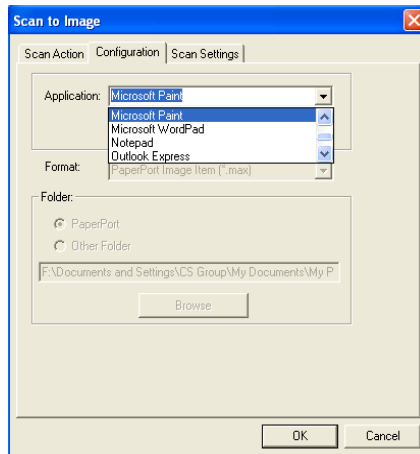 Scan to Image
Scan Action Configuration Scan Settings
Application: Microsoft Paint
Microsoft Paint
Microsoft WordPad
Notepad
Outlook Express
Format: PaperPort Image Item (*.max)
Folder:
PaperPort
Other Folder
F:\Documents and Settings\CS Group\My Documents\My P
Browse
OK Cancel